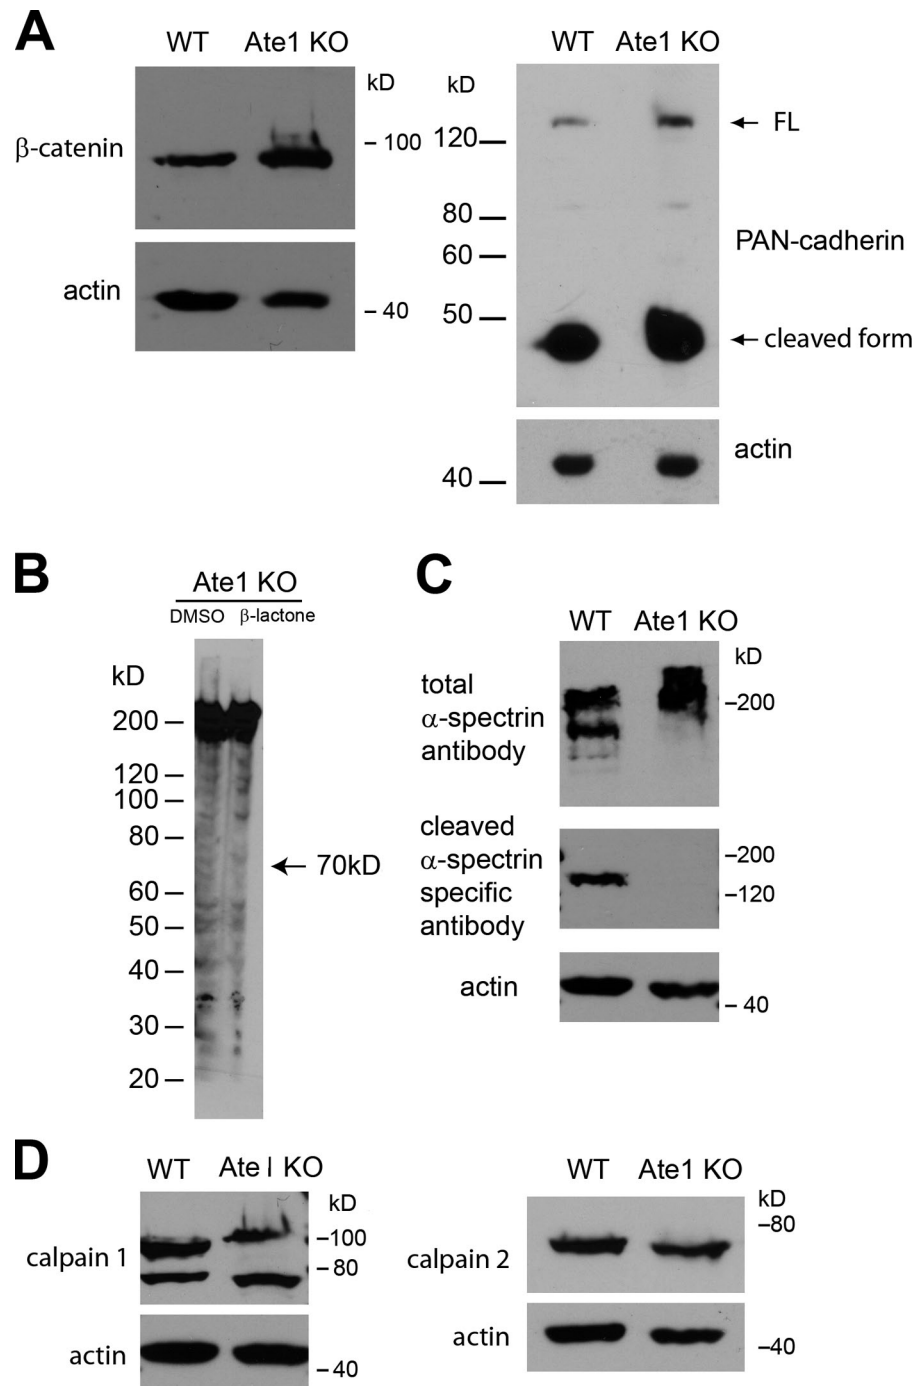 A
WT Ate1 KO
kD
β-catenin
– 100
actin
– 40
WT Ate1 KO
kD
← FL
120 —
80 —
60 —
PAN-cadherin
50 —
← cleaved form
actin
40 —
B
Ate1 KO
DMSO β-lactone
kD
200 –
120 –
100 –
80 –
← 70kD
60 –
50 –
40 –
30 –
20 –
C
WT Ate1 KO
kD
total
α-spectrin
antibody
–200
cleaved
α-spectrin
specific
antibody
–200
–120
actin
– 40
D
WT Ate1 KO
kD
calpain 1
–100
– 80
actin
– 40
WT Ate1 KO
kD
–80
calpain 2
actin
–40